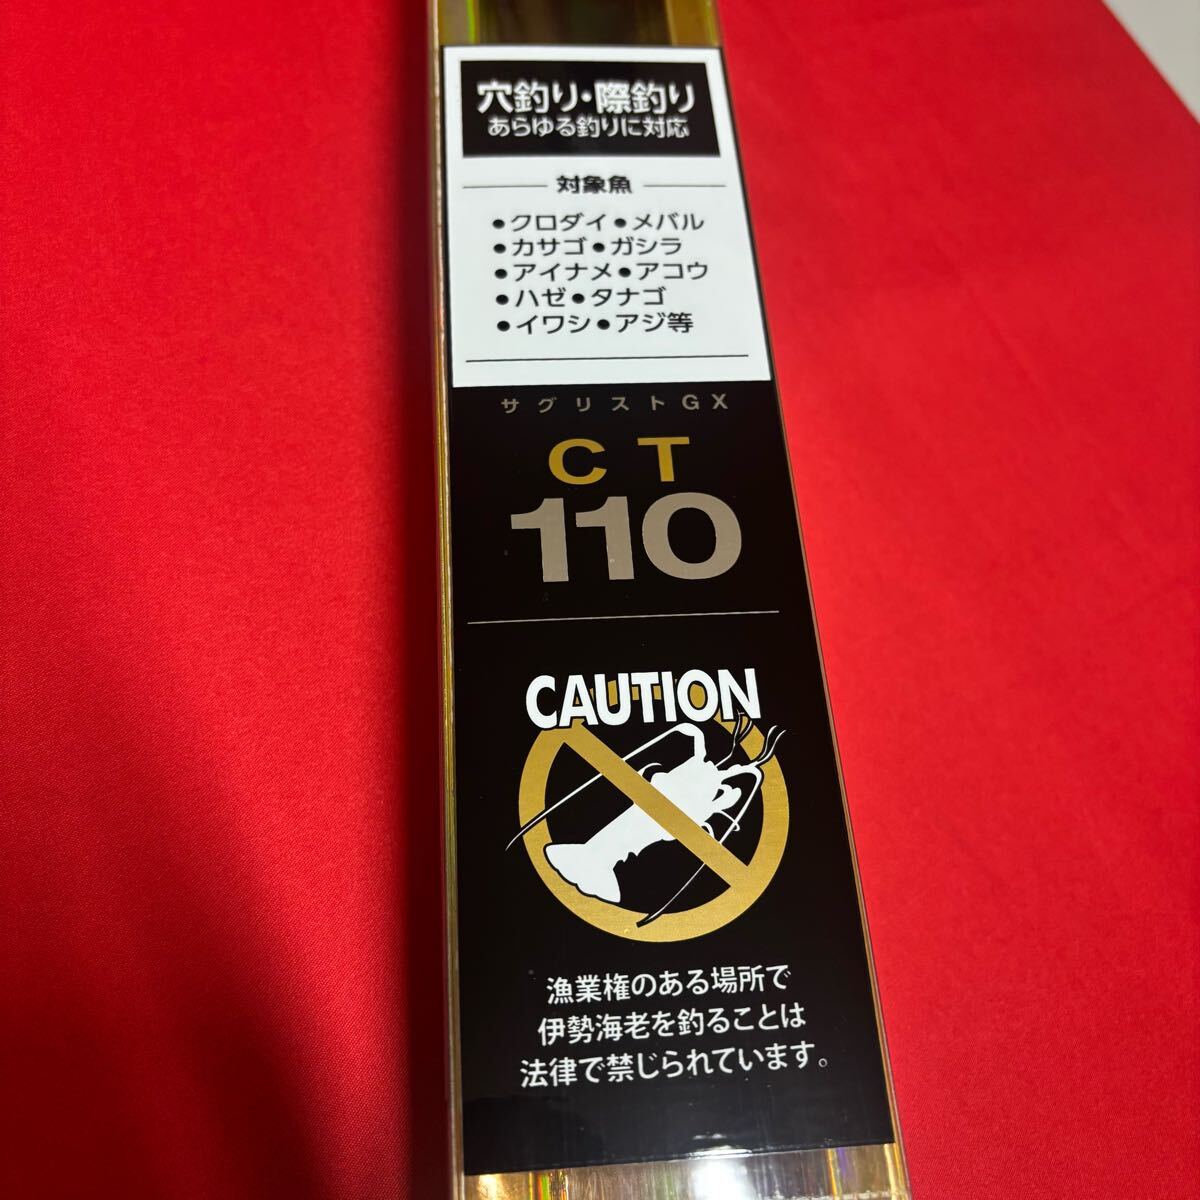 穴釣り・際釣り
あらゆる釣りに対応
対象魚
●クロダイ●メバル
●カサゴ●ガシラ
●アイナメ●アコウ
●ハゼ●タナゴ
●イワシ●アジ等
サグリストGX
CT
110
CAUTION
漁業権のある場所で
伊勢海老を釣ることは
法律で禁じられています。